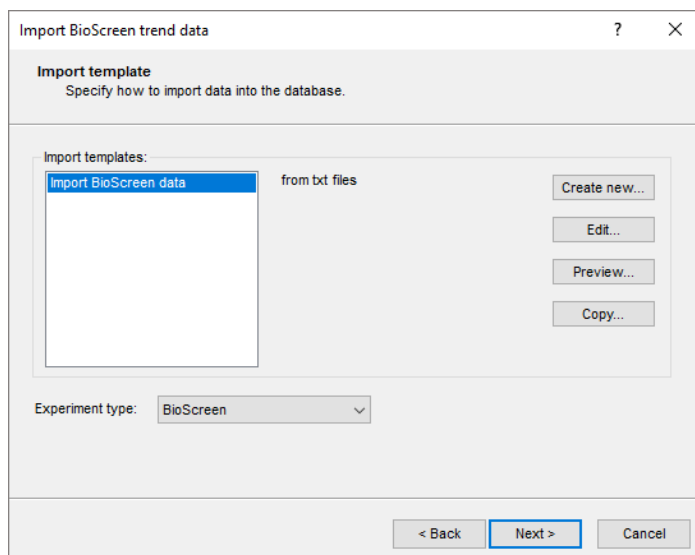 Import BioScreen trend data
?
Import template
Specify how to import data into the database.
Import templates:
Import BioScreen data
from txt files
Create new...
Edit...
Preview...
Copy...
Experiment type:
BioScreen
< Back
Next >
Cancel